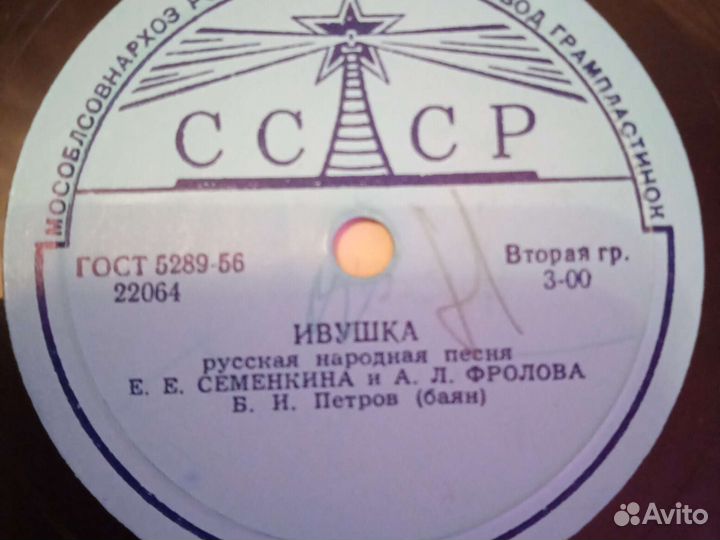 МОСОБЛСОВНАРХОЗ
ГРАМПЛАСТИНОК
СССР
ГОСТ 5289-56
22064
Вторая гр.
3-00
ИВУШКА
русская народная песня
Е. Е. СЕМЕНКИНА и А. Л. ФРОЛОВА
Б. И. Петров (баян)
Avito